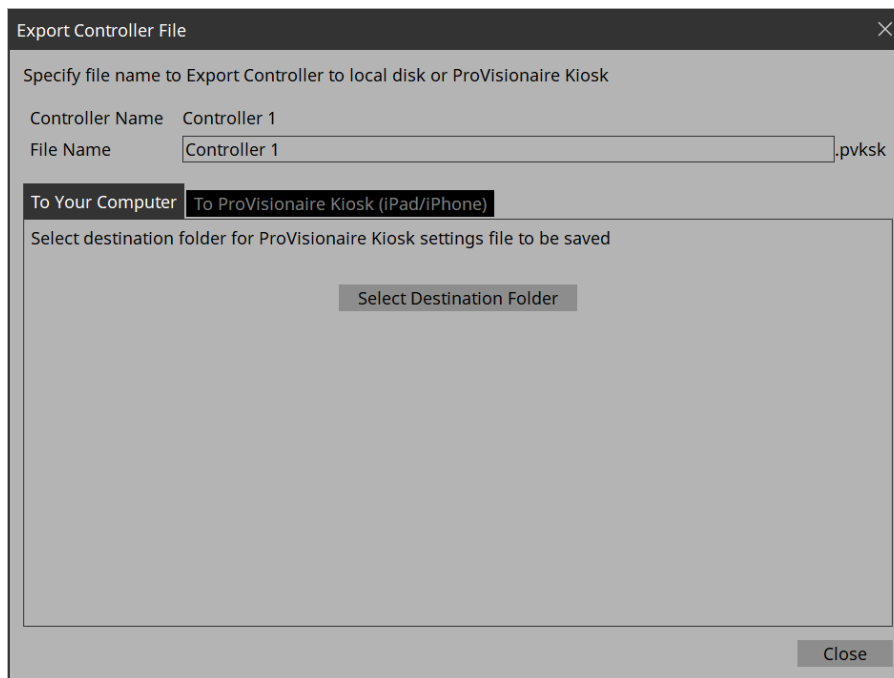 Export Controller File
Specify file name to Export Controller to local disk or ProVisionaire Kiosk
Controller Name Controller 1
File Name Controller 1 .pvksk
To Your Computer To ProVisionaire Kiosk (iPad/iPhone)
Select destination folder for ProVisionaire Kiosk settings file to be saved
Select Destination Folder
Close